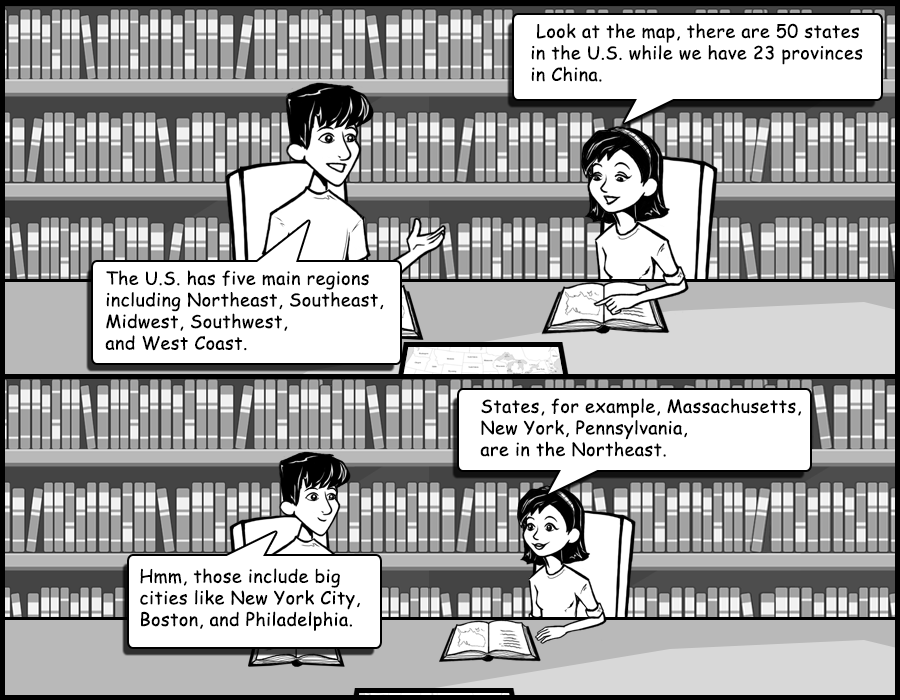 Look at the map, there are 50 states
in the U.S. while we have 23 provinces
in China.
The U.S. has five main regions
including Northeast, Southeast,
Midwest, Southwest,
and West Coast.
States, for example, Massachusetts,
New York, Pennsylvania,
are in the Northeast.
Hmm, those include big
cities like New York City,
Boston, and Philadelphia.